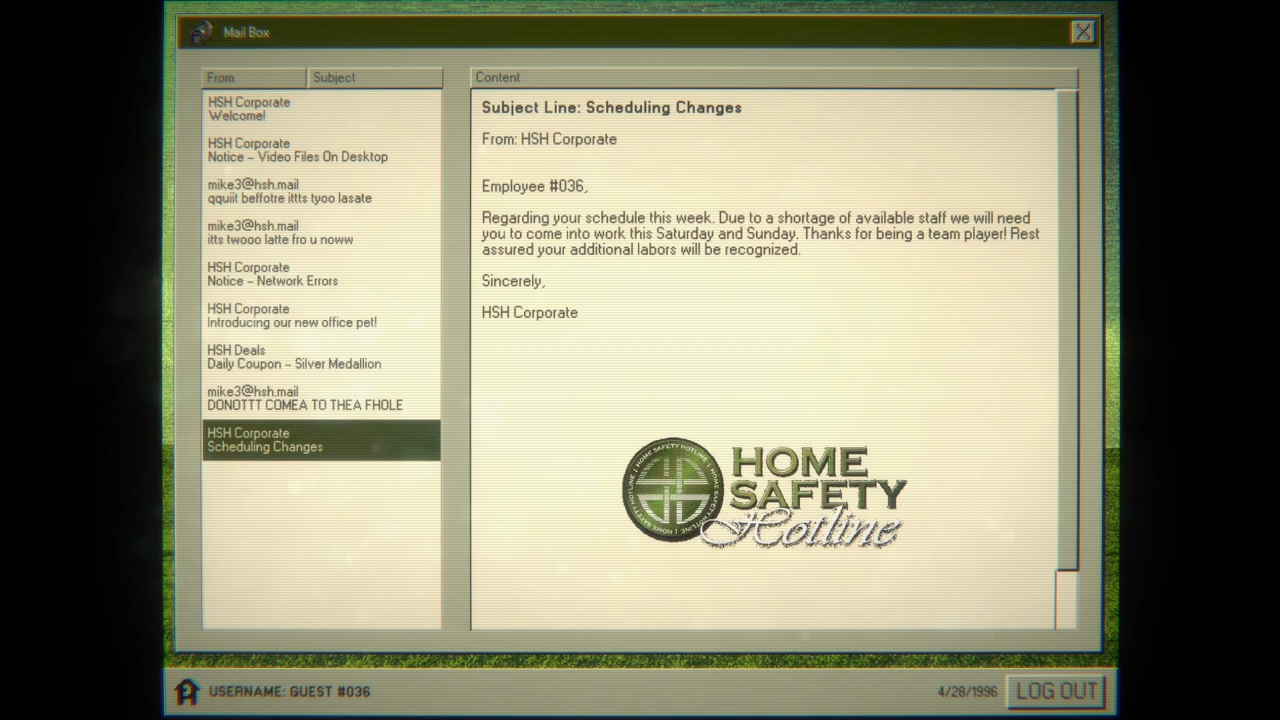 Mail Box
From
Subject
HSH Corporate
Welcome!
HSH Corporate
Notice – Video Files On Desktop
mike3@hsh.mail
qquiit beffotre ittts tyoo lasate
mike3@hsh.mail
itts twooo latte fro u noww
HSH Corporate
Notice – Network Errors
HSH Corporate
Introducing our new office pet!
HSH Deals
Daily Coupon – Silver Medallion
mike3@hsh.mail
DONOTTT COMEA TO THEA FHOLE
HSH Corporate
Scheduling Changes
Content
Subject Line: Scheduling Changes
From: HSH Corporate
Employee #036,
Regarding your schedule this week. Due to a shortage of available staff we will need
you to come into work this Saturday and Sunday. Thanks for being a team player! Rest
assured your additional labors will be recognized.
Sincerely,
HSH Corporate
HOME
SAFETY
Hotline
USERNAME: GUEST #036
4/28/1996
LOG OUT